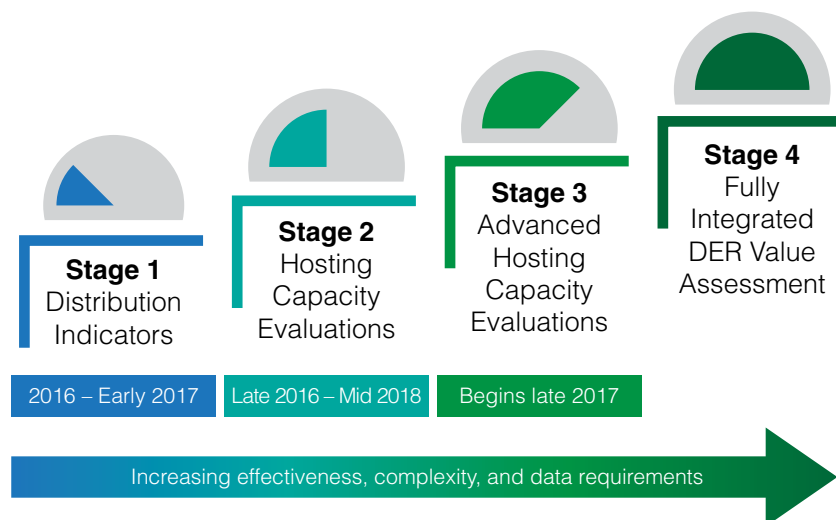 Stage 1
Distribution
Indicators
Stage 2
Hosting
Capacity
Evaluations
Stage 3
Advanced
Hosting
Capacity
Evaluations
Stage 4
Fully
Integrated
DER Value
Assessment
2016 – Early 2017
Late 2016 – Mid 2018
Begins late 2017
Increasing effectiveness, complexity, and data requirements